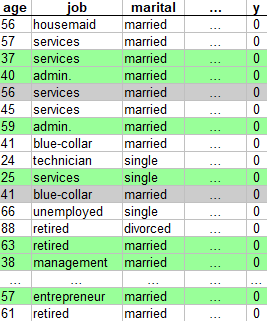 age job marital … y
56 housemaid married … 0
57 services married … 0
37 services married … 0
40 admin. married … 0
56 services married … 0
45 services married … 0
59 admin. married … 0
41 blue-collar married … 0
24 technician single … 0
25 services single … 0
41 blue-collar married … 0
66 unemployed single … 0
88 retired divorced … 0
63 retired married … 0
38 management married … 0
… … … … …
57 entrepreneur married … 0
61 retired married … 0